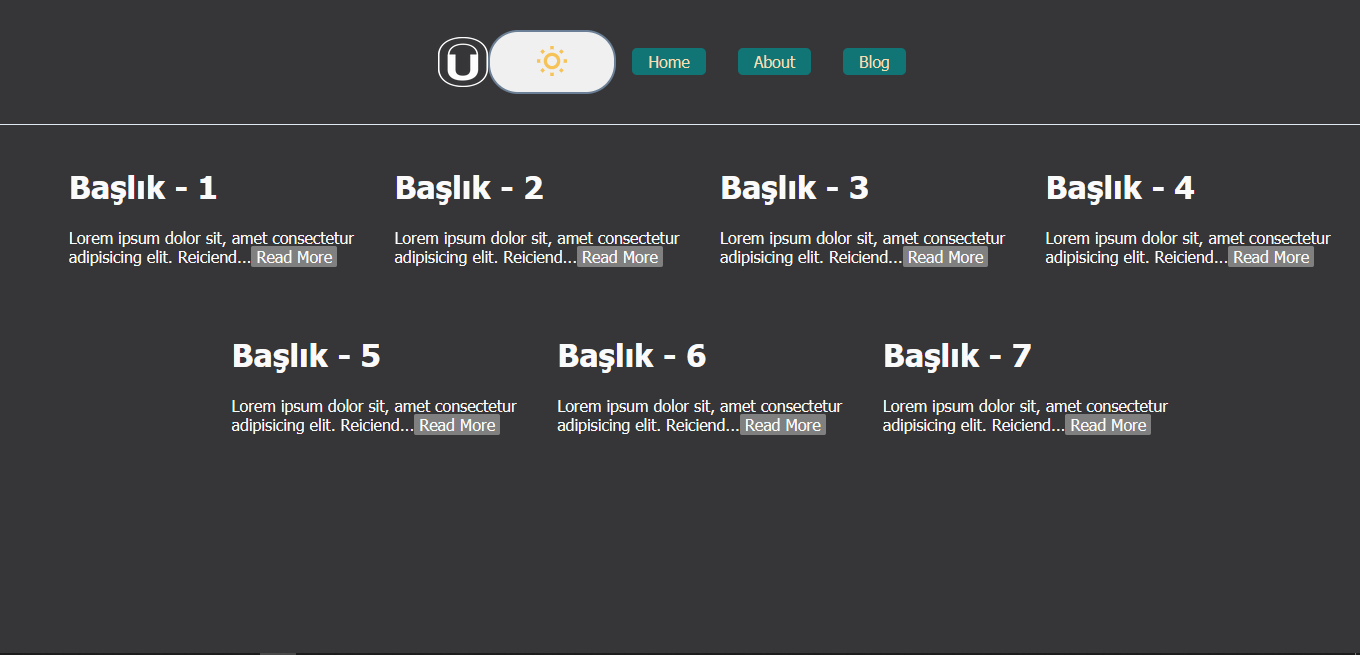 U
Home About Blog
Başlık - 1 Başlık - 2 Başlık - 3 Başlık - 4
Lorem ipsum dolor sit, amet consectetur Lorem ipsum dolor sit, amet consectetur Lorem ipsum dolor sit, amet consectetur Lorem ipsum dolor sit, amet consectetur
adipisicing elit. Reiciend...Read More adipisicing elit. Reiciend...Read More adipisicing elit. Reiciend...Read More adipisicing elit. Reiciend...Read More
Başlık - 5 Başlık - 6 Başlık - 7
Lorem ipsum dolor sit, amet consectetur Lorem ipsum dolor sit, amet consectetur Lorem ipsum dolor sit, amet consectetur
adipisicing elit. Reiciend...Read More adipisicing elit. Reiciend...Read More adipisicing elit. Reiciend...Read More